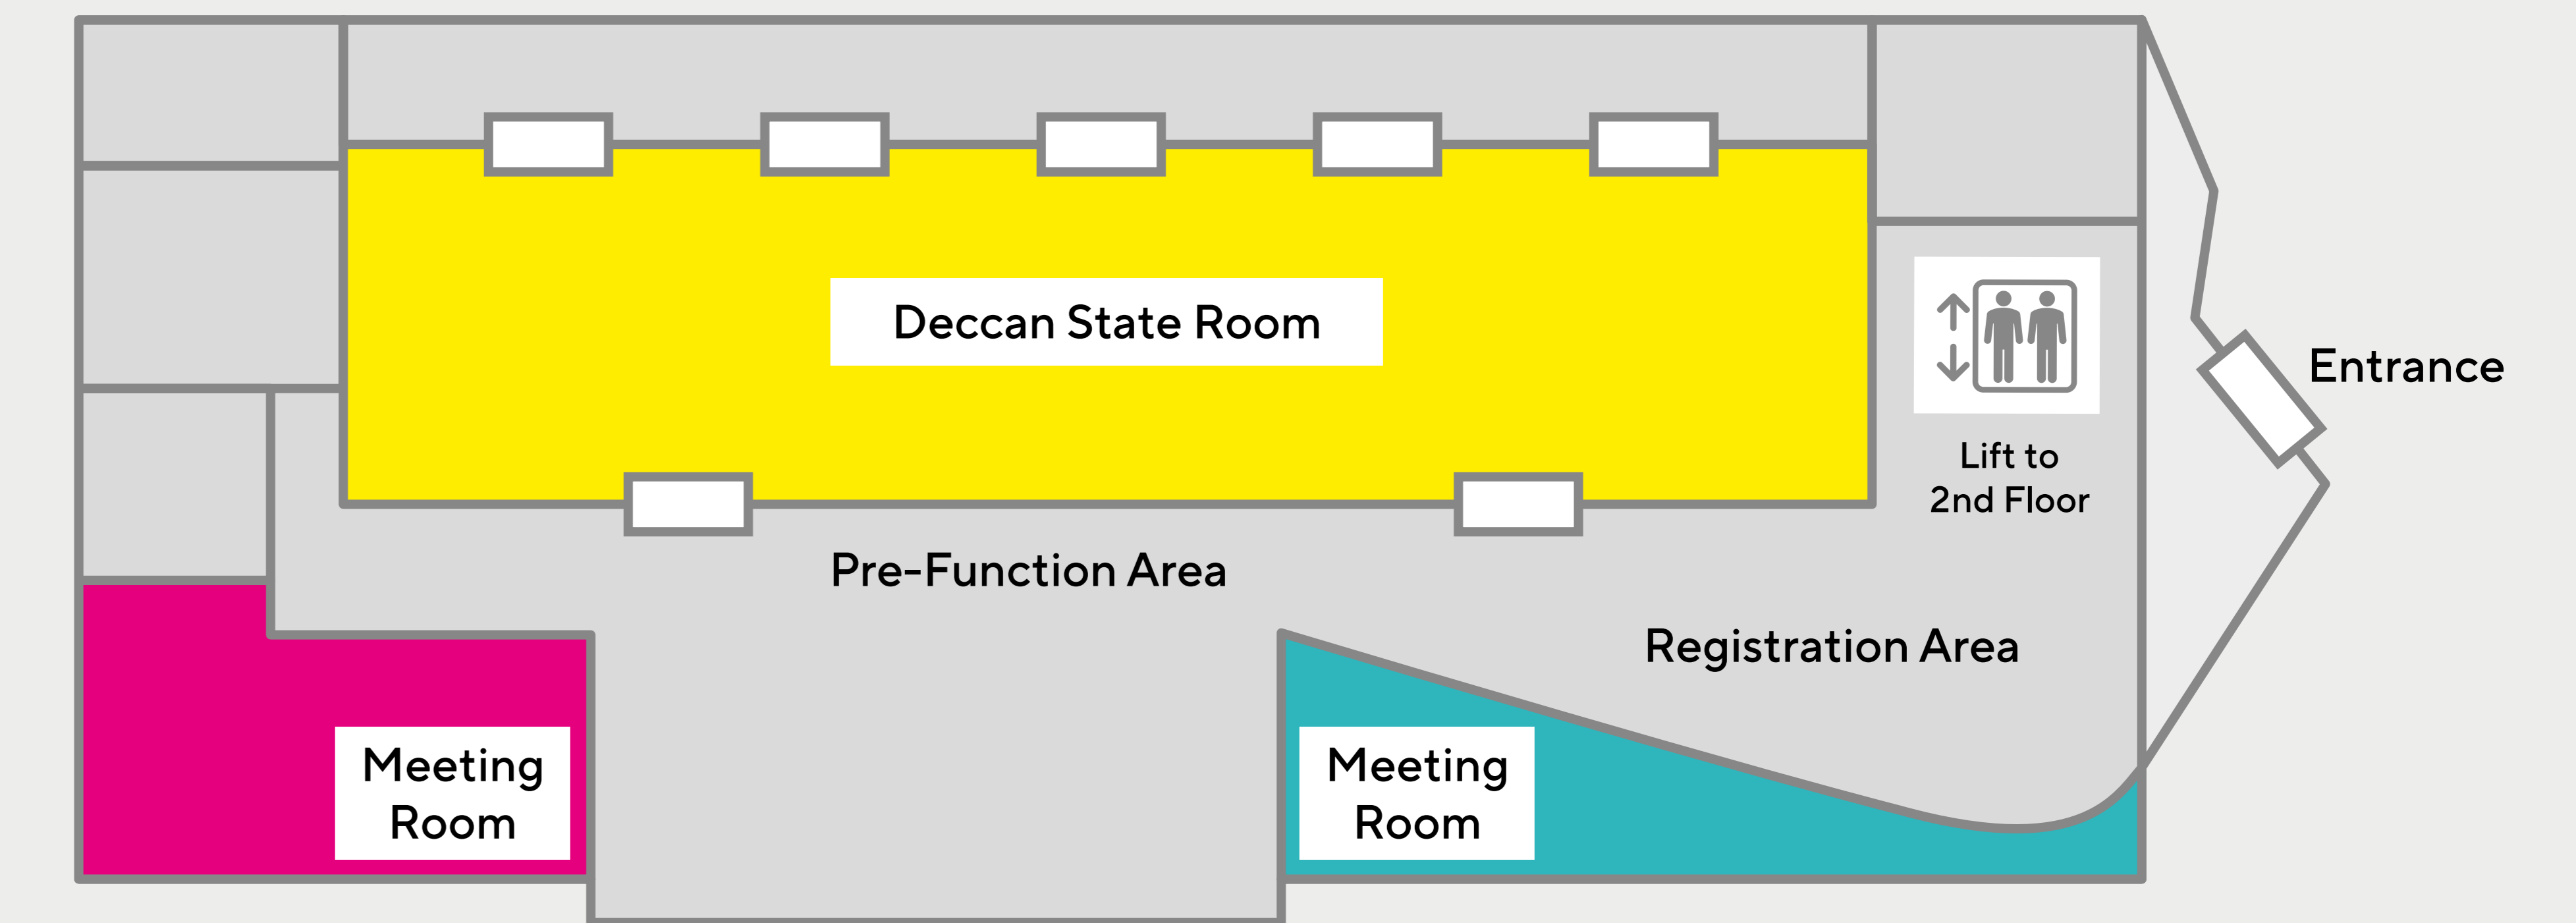 Deccan State Room
Entrance
Lift to
2nd Floor
Pre-Function Area
Registration Area
Meeting
Room
Meeting
Room